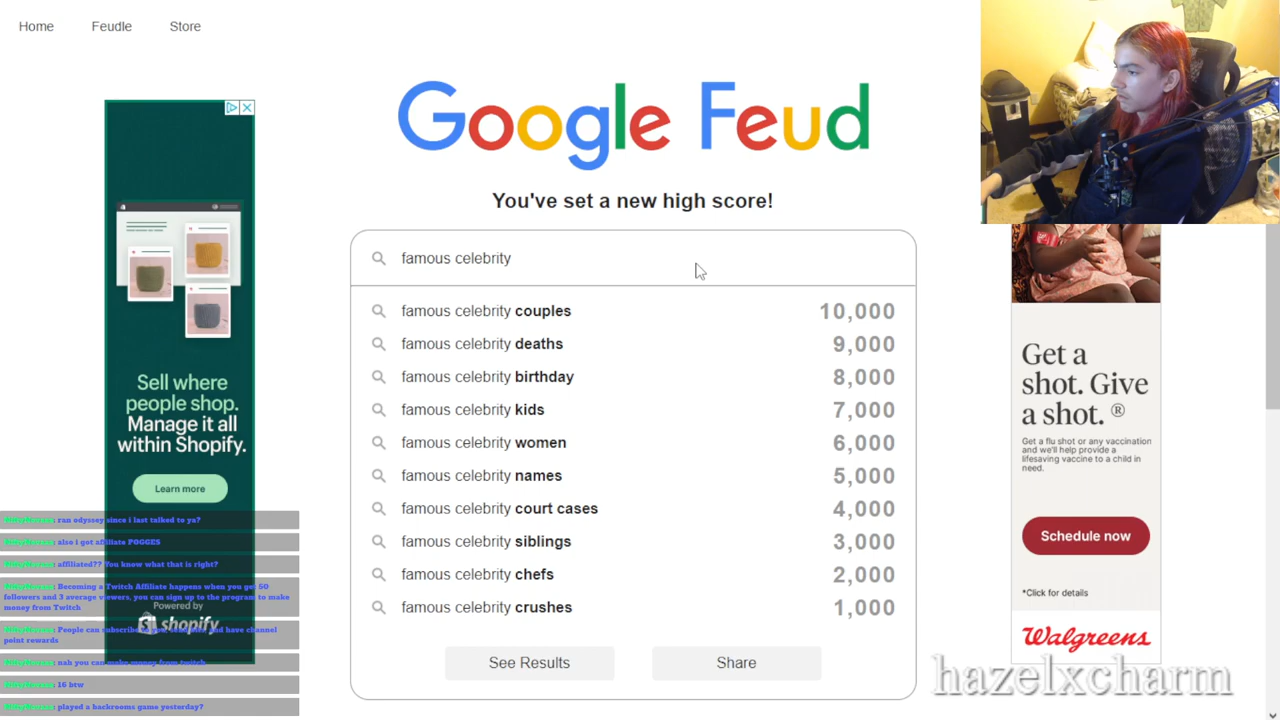 Home
Feudle
Store
Google Feud
You've set a new high score!
famous celebrity
famous celebrity couples 10,000
famous celebrity deaths 9,000
famous celebrity birthday 8,000
famous celebrity kids 7,000
famous celebrity women 6,000
famous celebrity names 5,000
famous celebrity court cases 4,000
famous celebrity siblings 3,000
famous celebrity chefs 2,000
famous celebrity crushes 1,000
See Results
Share
Sell where
people shop.
Manage it all
within Shopify.
Learn more
Powered by
shopify
ran odyssey since i last talked to ya?
also i got affiliate POGGES
affiliated?? You know what that is right?
Becoming a Twitch Affiliate happens when you get 50
followers and 3 average viewers, you can sign up to the program to make
money from Twitch
People can subscribe to and have channel
point rewards
nah you can make money from twitch
16 btw
played a backrooms game yesterday?
Get a
shot. Give
a shot. ®
Get a flu shot or any vaccination
and we'll help provide a
lifesaving vaccine to a child in
need.
Schedule now
*Click for details
Walgreens
hazelxcharm